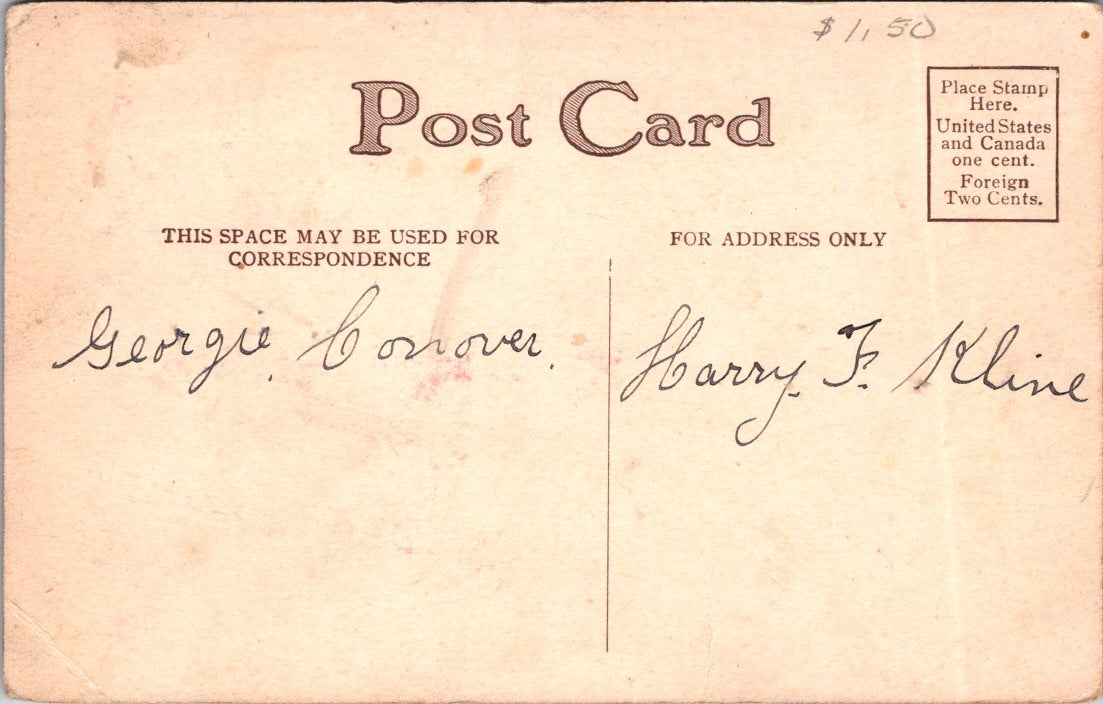 $1.50
Post Card
Place Stamp
Here.
United States
and Canada
one cent.
Foreign
Two Cents.
THIS SPACE MAY BE USED FOR
CORRESPONDENCE
FOR ADDRESS ONLY
Georgie Conover.
Harry F. Kline